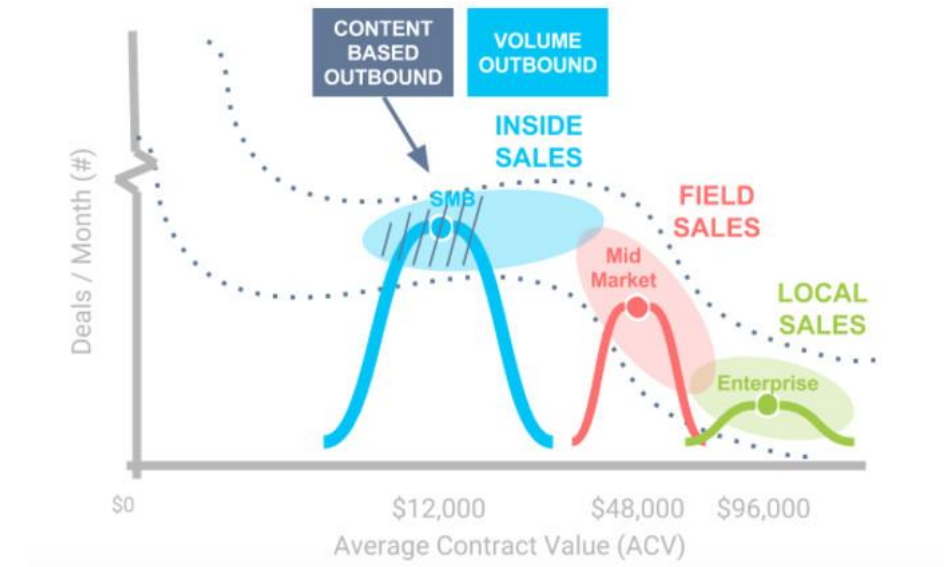 CONTENT
BASED
OUTBOUND
VOLUME
OUTBOUND
INSIDE
SALES
SMB
FIELD
SALES
Mid
Market
LOCAL
SALES
Enterprise
Deals / Month (#)
$0
$12,000
$48,000
$96,000
Average Contract Value (ACV)